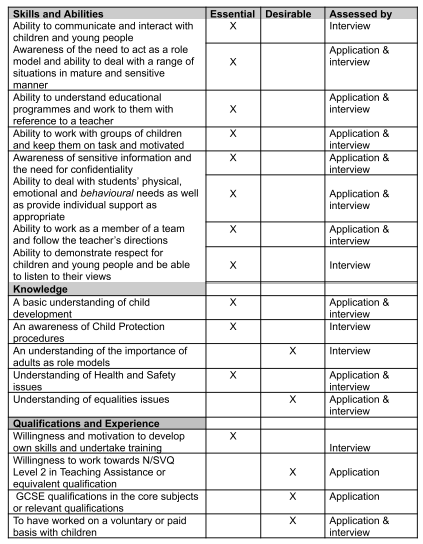 Skills and Abilities Essential Desirable Assessed by
Ability to communicate and interact with X Interview
children and young people
Awareness of the need to act as a role Application &
model and ability to deal with a range of X interview
situations in mature and sensitive
manner
Ability to understand educational Application &
programmes and work to them with X interview
reference to a teacher
Ability to work with groups of children X Application &
and keep them on task and motivated interview
Awareness of sensitive information and X Application &
the need for confidentiality interview
Ability to deal with students' physical,
emotional and behavioural needs as well X Application &
as provide individual support as interview
appropriate
Ability to work as a member of a team X Application &
and follow the teacher's directions interview
Ability to demonstrate respect for
children and young people and be able X Interview
to listen to their views
Knowledge
A basic understanding of child X Application &
development interview
An awareness of Child Protection X Interview
procedures
An understanding of the importance of X Interview
adults as role models
Understanding of Health and Safety X Application &
issues interview
Understanding of equalities issues X Application &
interview
Qualifications and Experience
Willingness and motivation to develop X
own skills and undertake training Interview
Willingness to work towards N/SVQ
Level 2 in Teaching Assistance or X Application
equivalent qualification
GCSE qualifications in the core subjects X Application
or relevant qualifications
To have worked on a voluntary or paid X Application &
basis with children interview